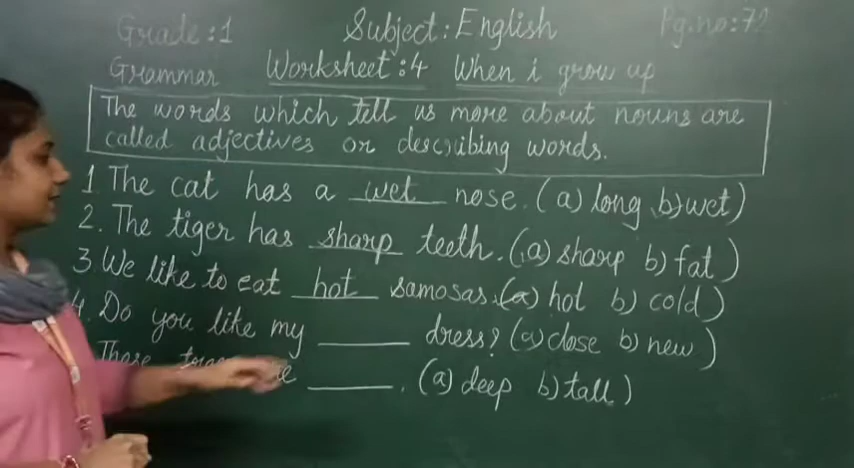 Grade:1 Subject: English Pg.no:72
Grammar Worksheet:4 When i grow up
The words which tell us more about nouns are
called adjectives or describing words.
1 The cat has a wet nose. (a) long b) wet)
2. The tiger has sharp teeth. (a) sharp b) fat)
3 We like to eat hot samosas. (a) hot b) cold)
4. Do you like my ______ dress? (a) close b) new)
______. (a) deep b) tall)